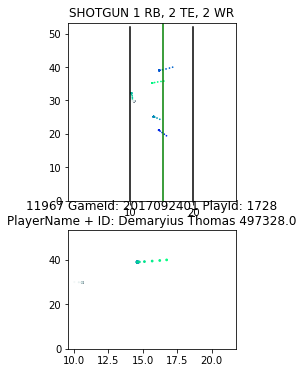 SHOTGUN 1 RB, 2 TE, 2 WR
50
40
30
20
10
0
10 20
11967 GameId: 2017092401 PlayId: 1728
PlayerName + ID: Demaryius Thomas 497328.0
40
20
0
10.0 12.5 15.0 17.5 20.0